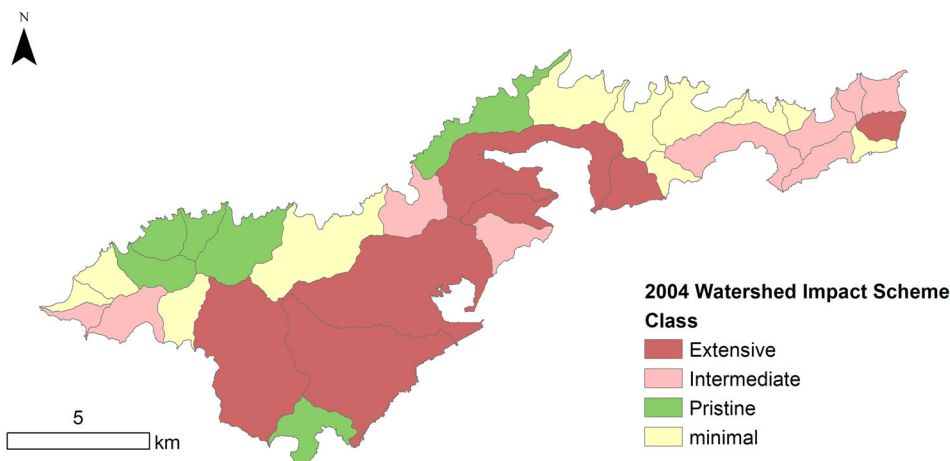 N
2004 Watershed Impact Scheme
Class
Extensive
Intermediate
Pristine
minimal
5
km